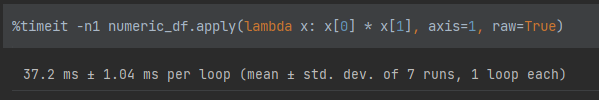 %timeit -n1 numeric_df.apply(lambda x: x[0] * x[1], axis=1, raw=True)
37.2 ms ± 1.04 ms per loop (mean ± std. dev. of 7 runs, 1 loop each)